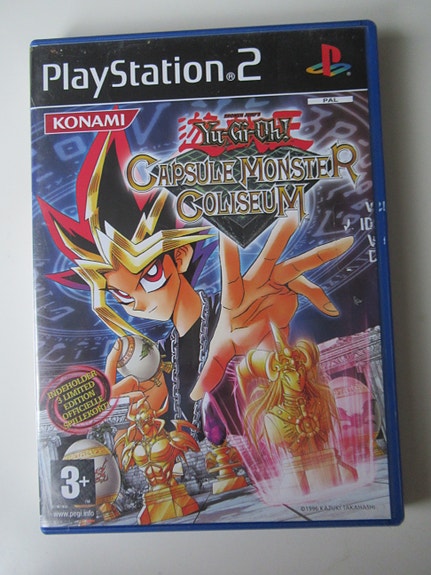 PlayStation®2
PAL
KONAMI
遊戯王
Yu-Gi-Oh!
CAPSULE MONSTER
COLISEUM
INDEHOLDER
3 LIMITED
EDITION
OFFICIELLE
SPILLEKORT!
3+
www.pegi.info
©1996 KAZUKI TAKAHASHI